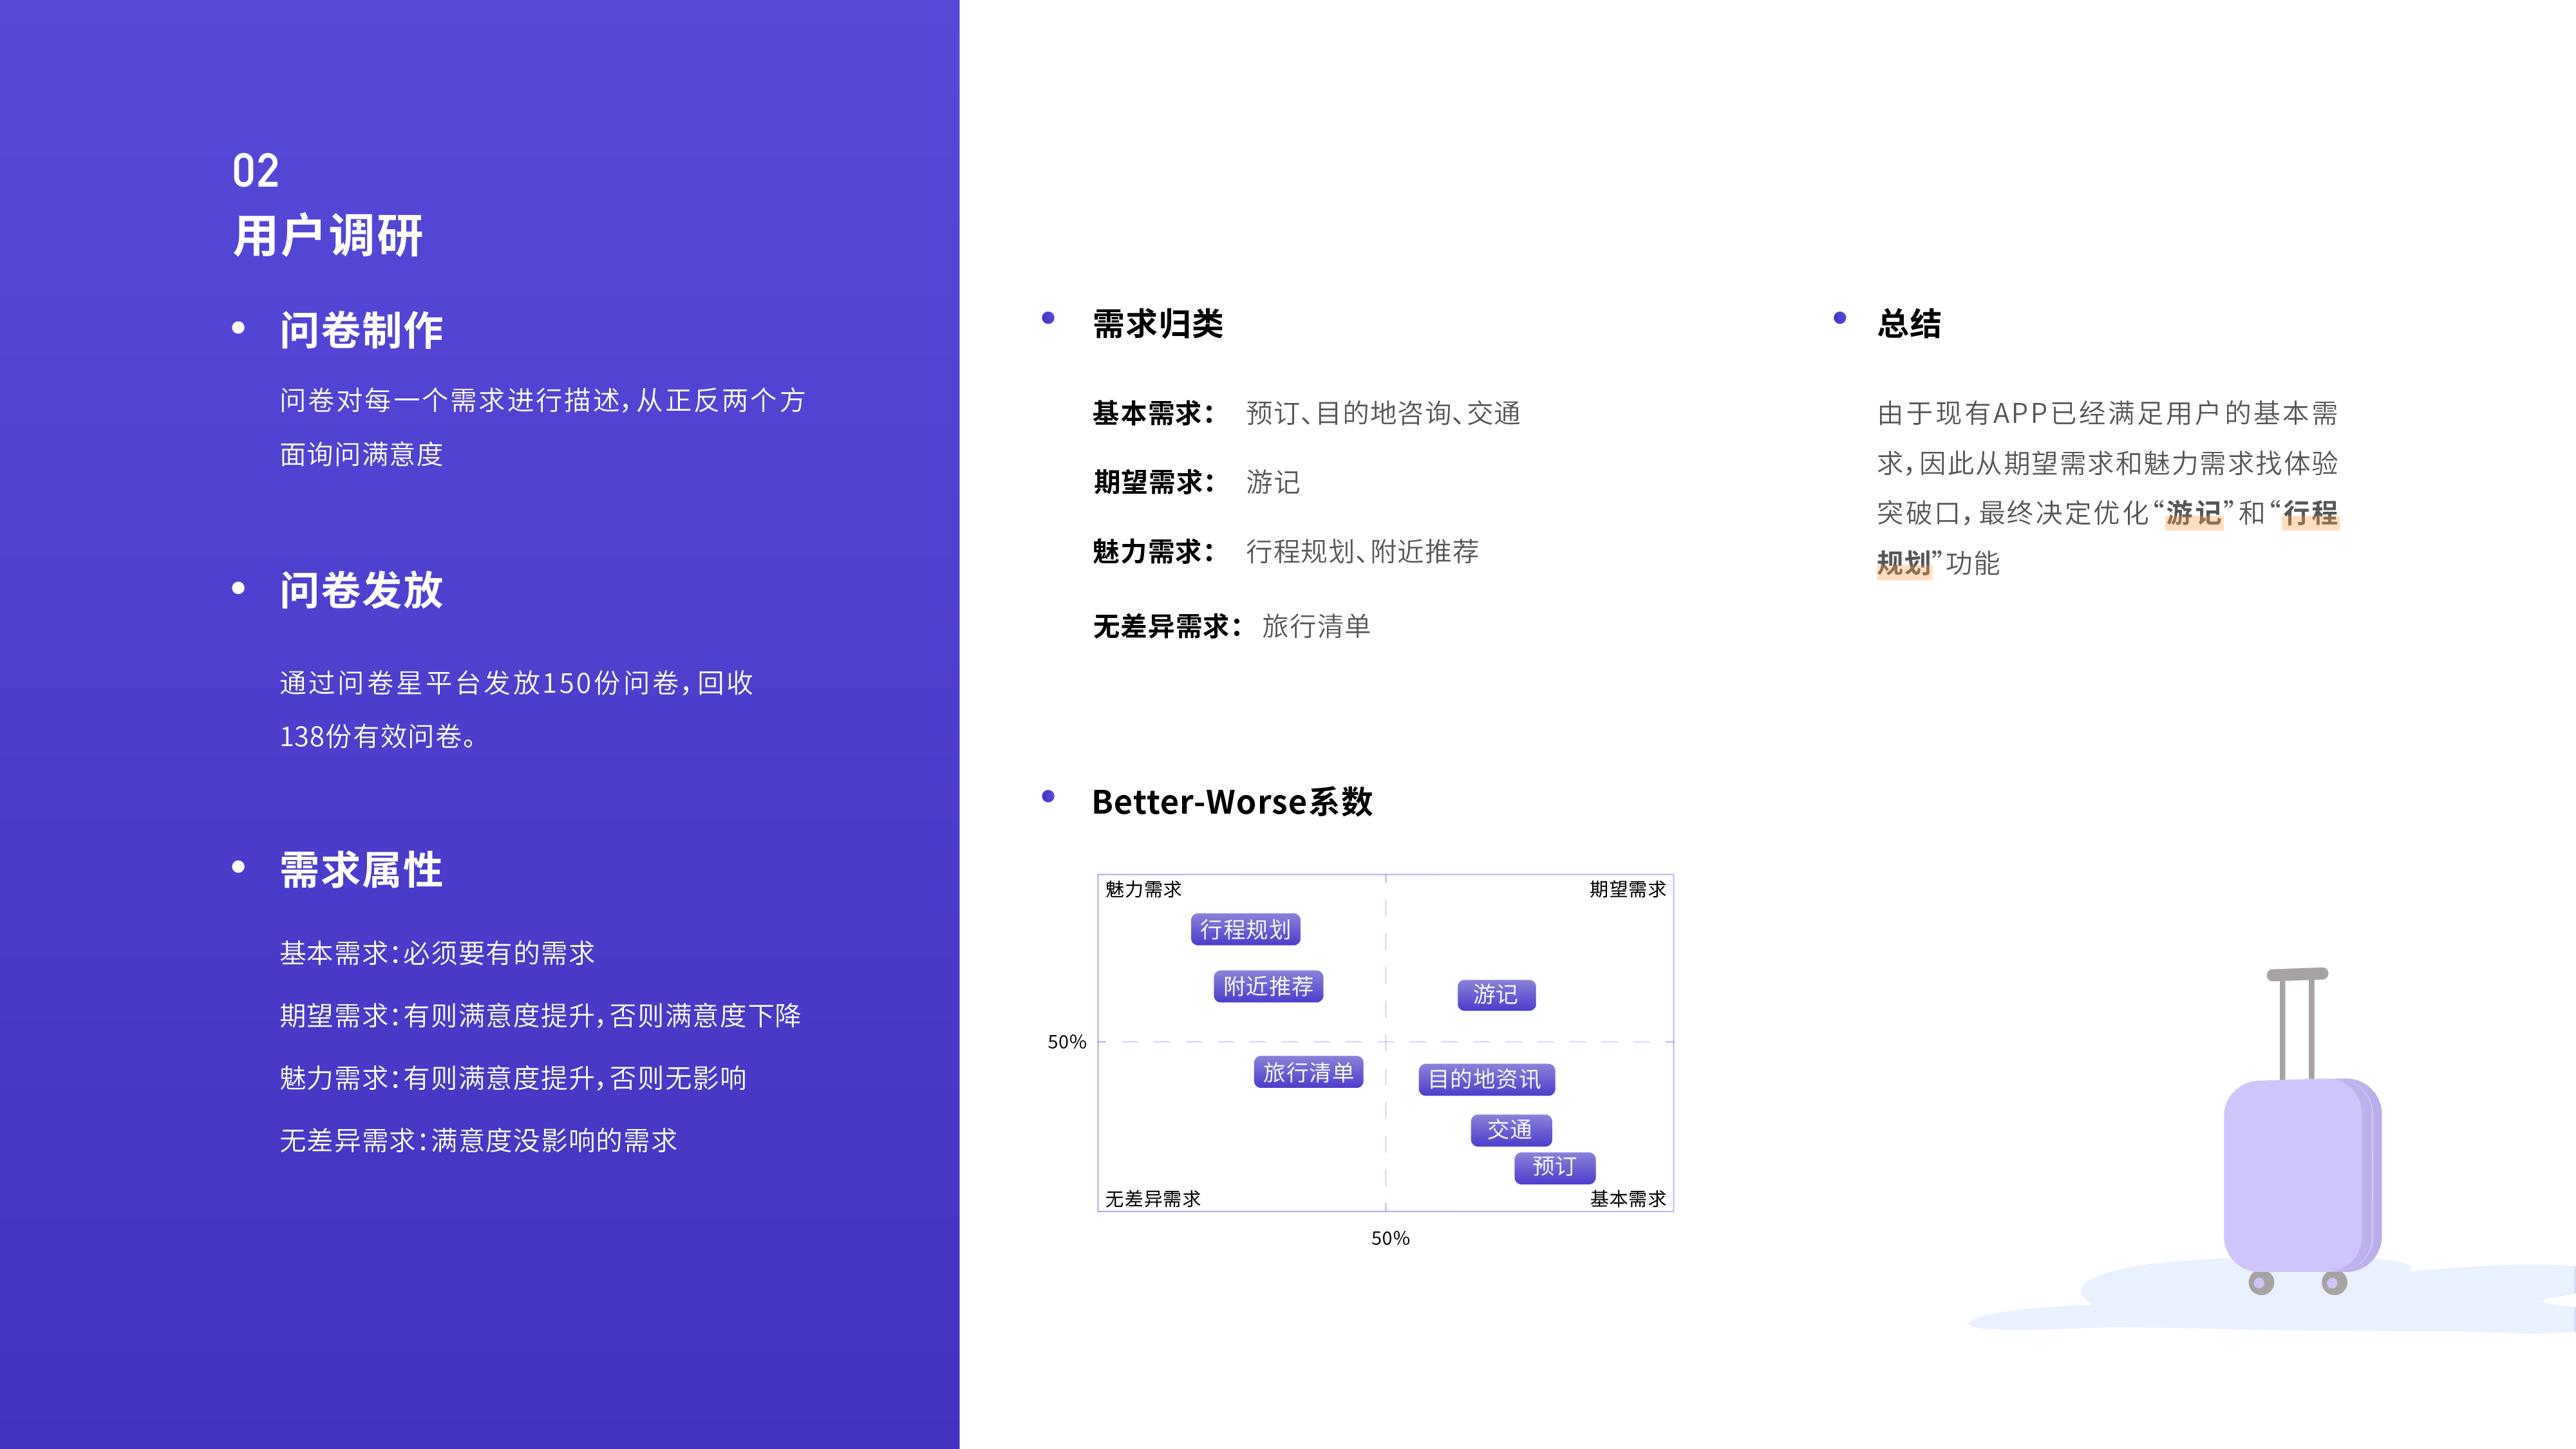 02
用户调研
问卷制作
问卷对每一个需求进行描述，从正反两个方
面询问满意度
问卷发放
通过问卷星平台发放150份问卷，回收
138份有效问卷。
需求属性
基本需求：必须要有的需求
期望需求：有则满意度提升，否则满意度下降
魅力需求：有则满意度提升，否则无影响
无差异需求：满意度没影响的需求
需求归类
基本需求： 预订、目的地咨询、交通
期望需求： 游记
魅力需求： 行程规划、附近推荐
无差异需求： 旅行清单
Better-Worse系数
魅力需求
期望需求
行程规划
附近推荐
游记
50%
旅行清单
目的地资讯
交通
预订
无差异需求
基本需求
50%
总结
由于现有APP已经满足用户的基本需
求，因此从期望需求和魅力需求找体验
突破口，最终决定优化“游记”和“行程
规划”功能